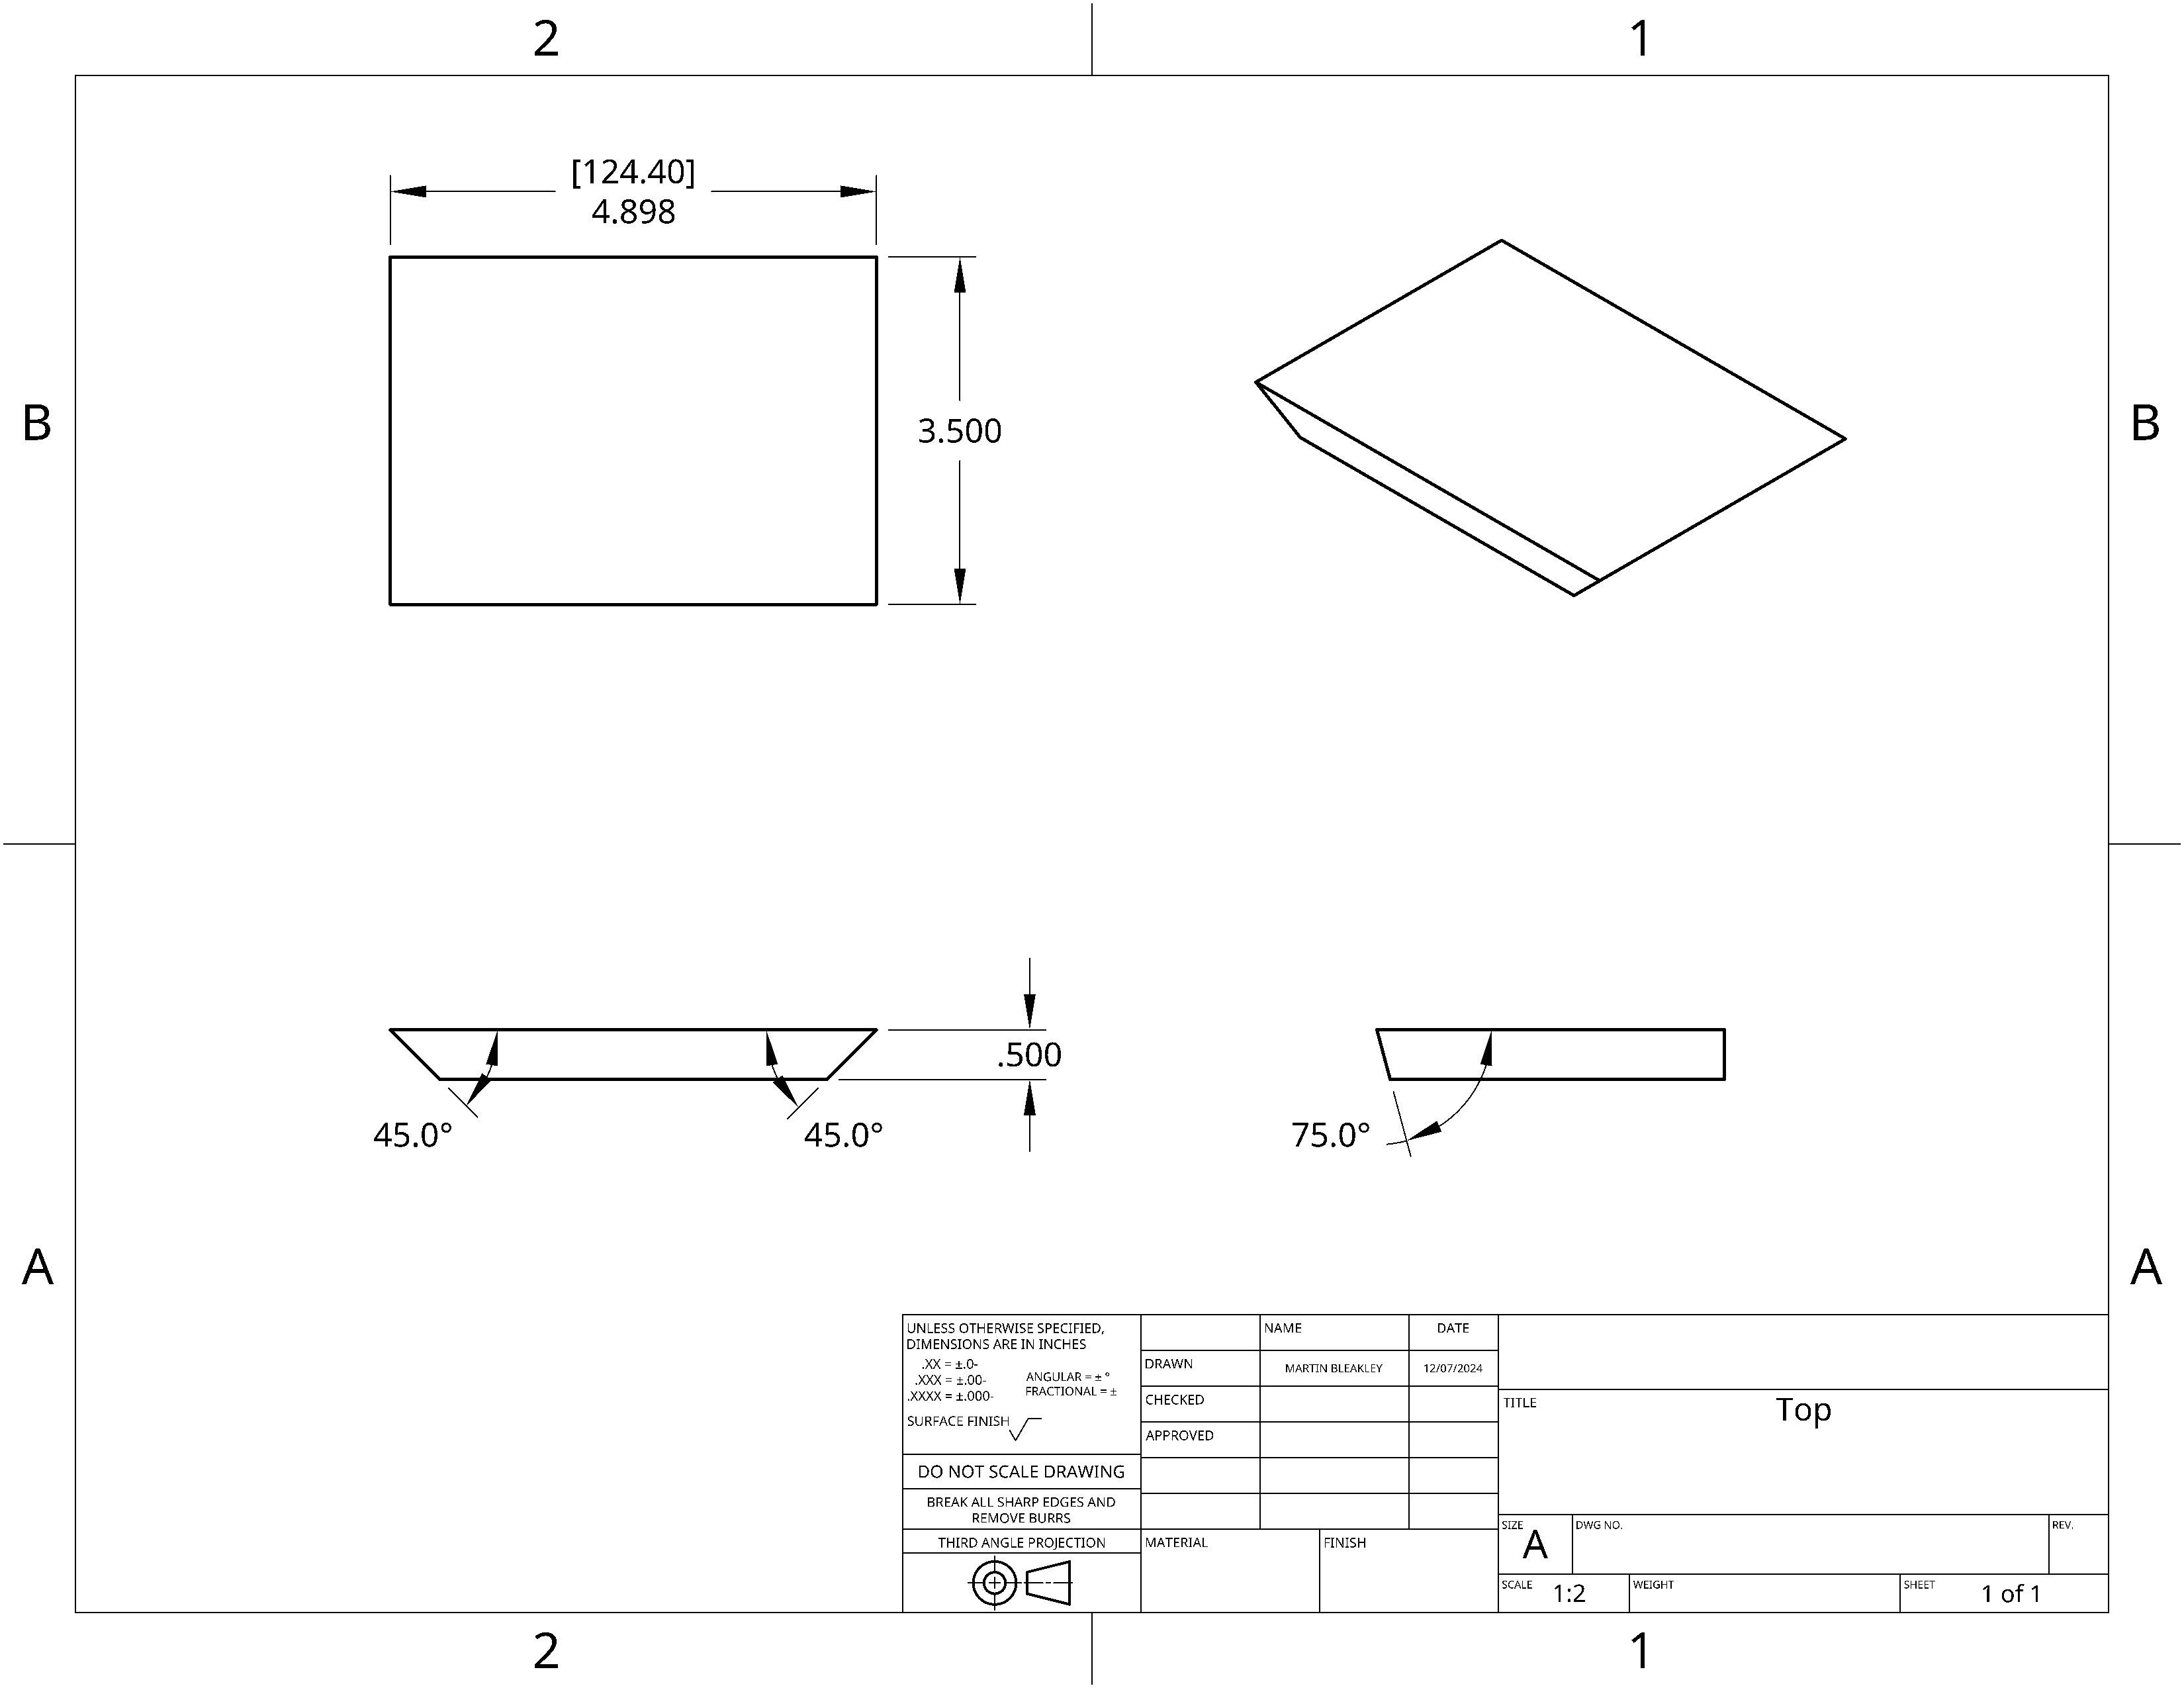 2
1
[124.40]
4.898
3.500
B
B
.500
45.0°
45.0°
75.0°
A
A
UNLESS OTHERWISE SPECIFIED,
DIMENSIONS ARE IN INCHES
.XX = ±.0-
.XXX = ±.00-
.XXXX = ±.000-
ANGULAR = ± °
FRACTIONAL = ±
SURFACE FINISH
DO NOT SCALE DRAWING
BREAK ALL SHARP EDGES AND
REMOVE BURRS
THIRD ANGLE PROJECTION
NAME
DATE
DRAWN
MARTIN BLEAKLEY
12/07/2024
CHECKED
APPROVED
MATERIAL
FINISH
TITLE
Top
SIZE
A
DWG NO.
REV.
SCALE
1:2
WEIGHT
SHEET
1 of 1
2
1